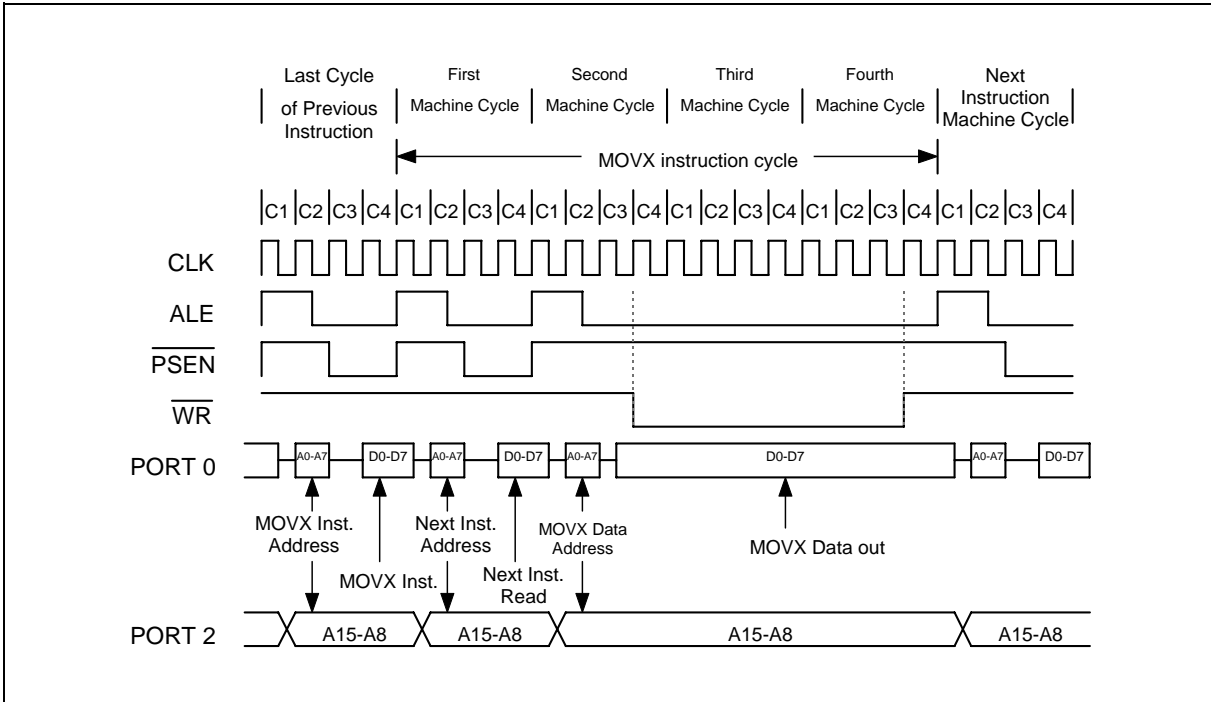 Last Cycle
of Previous
Instruction
First
Machine Cycle
Second
Machine Cycle
Third
Machine Cycle
Fourth
Machine Cycle
Next
Instruction
Machine Cycle
MOVX instruction cycle
C1 C2 C3 C4 C1 C2 C3 C4 C1 C2 C3 C4 C1 C2 C3 C4 C1 C2 C3 C4 C1 C2 C3 C4
CLK
ALE
PSEN
WR
PORT 0
A0-A7 D0-D7 A0-A7 D0-D7 A0-A7 D0-D7 A0-A7 D0-D7
MOVX Inst.
Address
MOVX Inst.
Next Inst.
Address
Next Inst.
Read
MOVX Data
Address
MOVX Data out
PORT 2
A15-A8 A15-A8 A15-A8 A15-A8